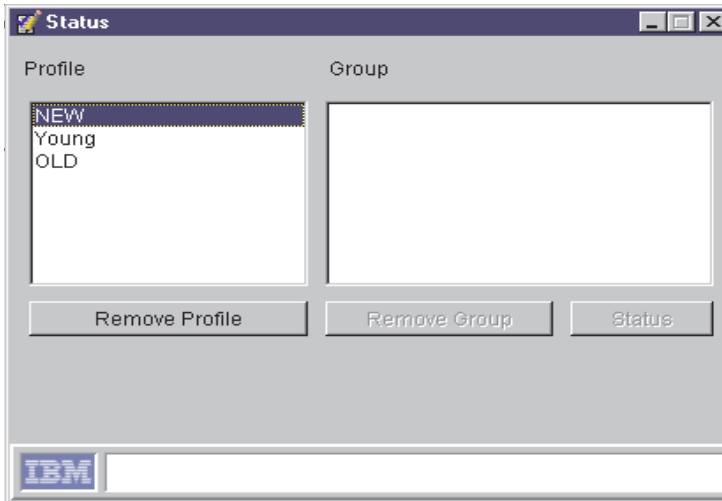 Status
Profile
Group
NEW
Young
OLD
Remove Profile
Remove Group
Status
IBM